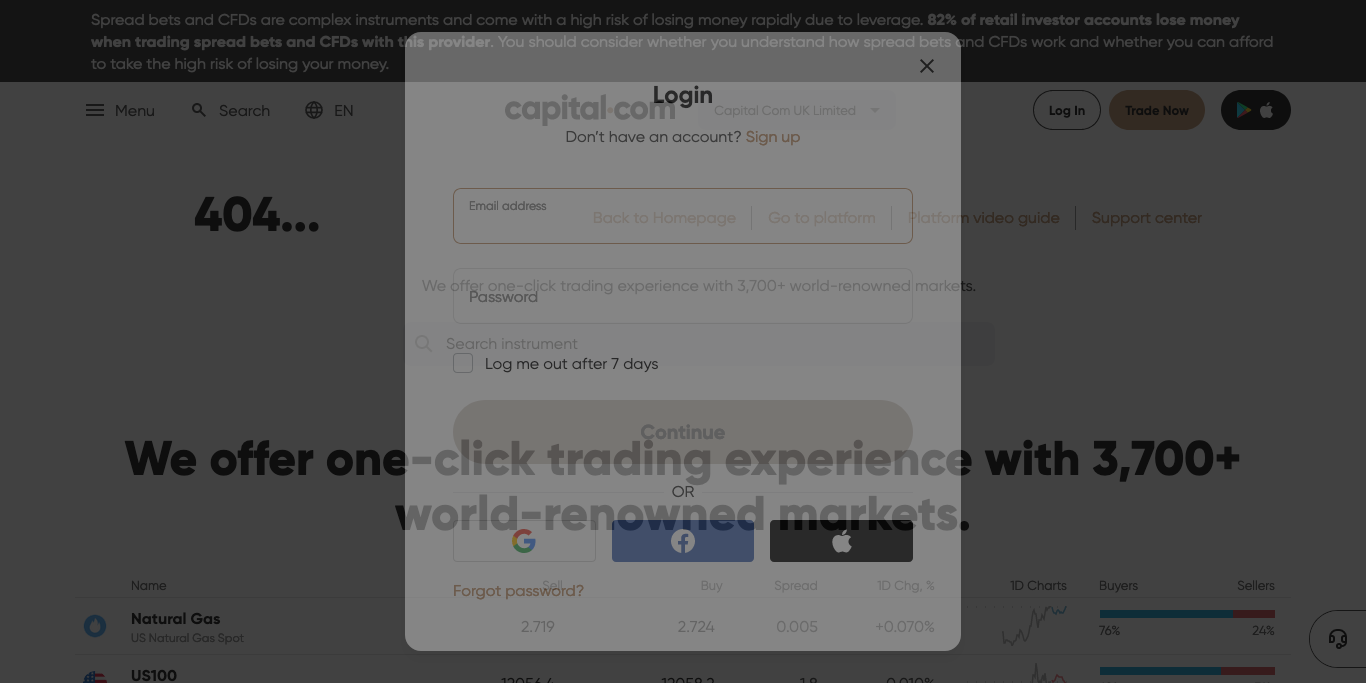 Spread bets and CFDs are complex instruments and come with a high risk of losing money rapidly due to leverage. 82% of retail investor accounts lose money
when trading spread bets and CFDs with this provider. You should consider whether you understand how spread bets and CFDs work and whether you can afford
to take the high risk of losing your money.
Menu Search EN
capital.com
Capital Com UK Limited
Log In Trade Now
Login
Don't have an account? Sign up
404...
Email address
Back to Homepage Go to platform Platform video guide Support center
We offer one-click trading experience with 3,700+ world-renowned markets.
Password
Search instrument
Log me out after 7 days
Continue
We offer one-click trading experience with 3,700+
OR
world-renowned markets.
Forgot password?
Name Sell Buy Spread 1D Chg, % 1D Charts Buyers Sellers
Natural Gas 2.719 2.724 0.005 +0.070% 76% 24%
US Natural Gas Spot
US100